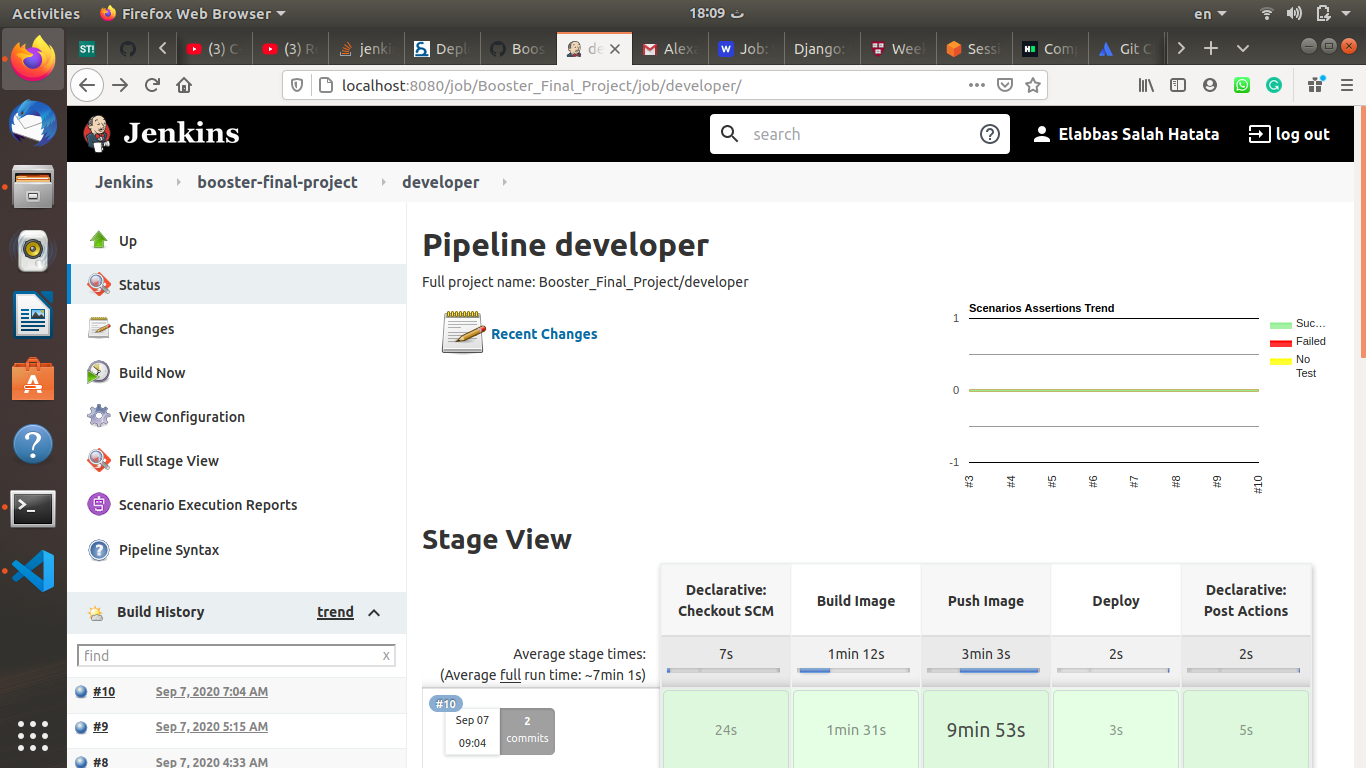 Activities Firefox Web Browser 18:09 ث en
ST! (3) C (3) R jenki Deplo Boos de Alexa Job: Django: Week Sessi Comp Git C
localhost:8080/job/Booster_Final_Project/job/developer/
Jenkins search Elabbas Salah Hatata log out
Jenkins booster-final-project developer
Up
Status
Changes
Build Now
View Configuration
Full Stage View
Scenario Execution Reports
Pipeline Syntax
Build History trend
find x
#10 Sep 7, 2020 7:04 AM
#9 Sep 7, 2020 5:15 AM
#8 Sep 7, 2020 4:33 AM
Pipeline developer
Full project name: Booster_Final_Project/developer
Recent Changes
Scenarios Assertions Trend
1
0
-1
#3 #4 #5 #6 #7 #8 #9 #10
Suc…
Failed
No
Test
Stage View
Declarative:
Checkout SCM
Build Image
Push Image
Deploy
Declarative:
Post Actions
Average stage times:
(Average full run time: ~7min 1s)
7s 1min 12s 3min 3s 2s 2s
#10
Sep 07
09:04
2
commits
24s 1min 31s 9min 53s 3s 5s